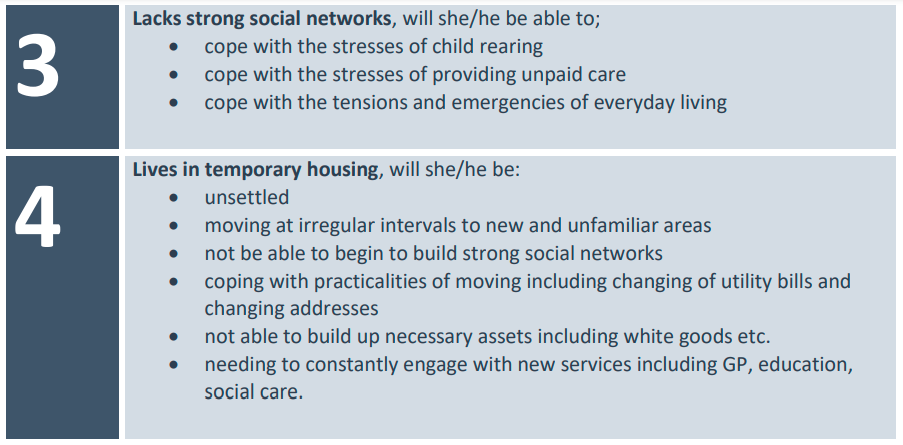 3
Lacks strong social networks, will she/he be able to;
• cope with the stresses of child rearing
• cope with the stresses of providing unpaid care
• cope with the tensions and emergencies of everyday living
4
Lives in temporary housing, will she/he be:
• unsettled
• moving at irregular intervals to new and unfamiliar areas
• not be able to begin to build strong social networks
• coping with practicalities of moving including changing of utility bills and
changing addresses
• not able to build up necessary assets including white goods etc.
• needing to constantly engage with new services including GP, education,
social care.